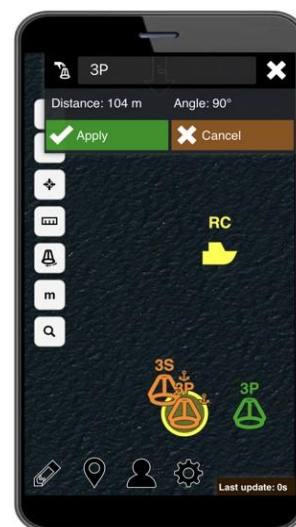 3P
Distance: 104 m Angle: 90°
Apply Cancel
m
RC
3S
3P
3P
Last update: 0s